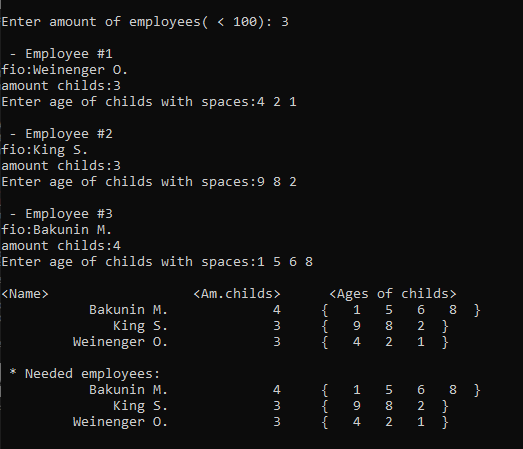 Enter amount of employees( < 100): 3
- Employee #1
fio:Weinenger O.
amount childs:3
Enter age of childs with spaces:4 2 1
- Employee #2
fio:King S.
amount childs:3
Enter age of childs with spaces:9 8 2
- Employee #3
fio:Bakunin M.
amount childs:4
Enter age of childs with spaces:1 5 6 8
<Name> <Am.childs> <Ages of childs>
Bakunin M. 4 { 1 5 6 8 }
King S. 3 { 9 8 2 }
Weinenger O. 3 { 4 2 1 }
* Needed employees:
Bakunin M. 4 { 1 5 6 8 }
King S. 3 { 9 8 2 }
Weinenger O. 3 { 4 2 1 }